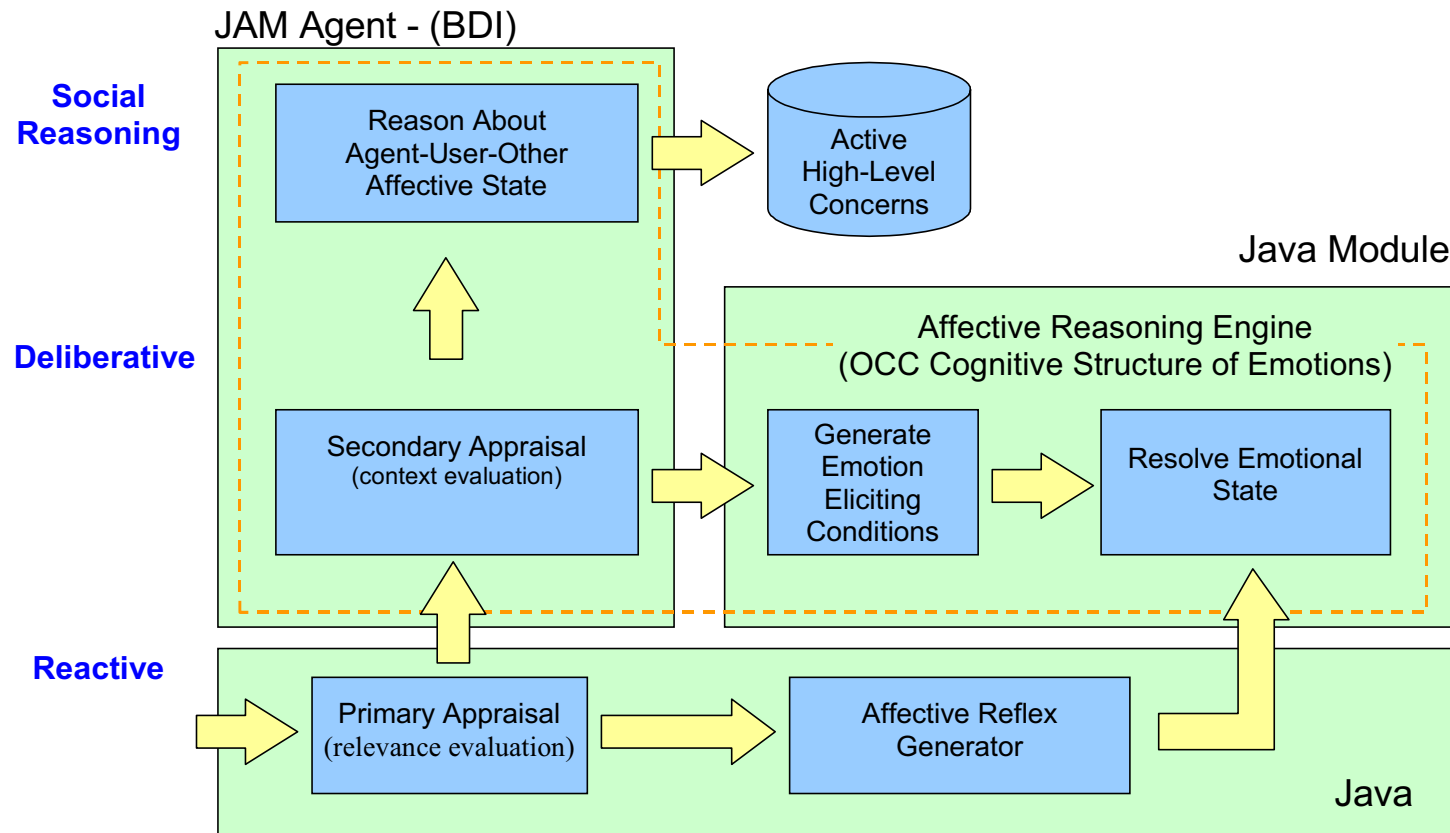 JAM Agent - (BDI)
Social
Reasoning
Reason About
Agent-User-Other
Affective State
Active
High-Level
Concerns
Java Module
Deliberative
Affective Reasoning Engine
(OCC Cognitive Structure of Emotions)
Secondary Appraisal
(context evaluation)
Generate
Emotion
Eliciting
Conditions
Resolve Emotional
State
Reactive
Primary Appraisal
(relevance evaluation)
Affective Reflex
Generator
Java